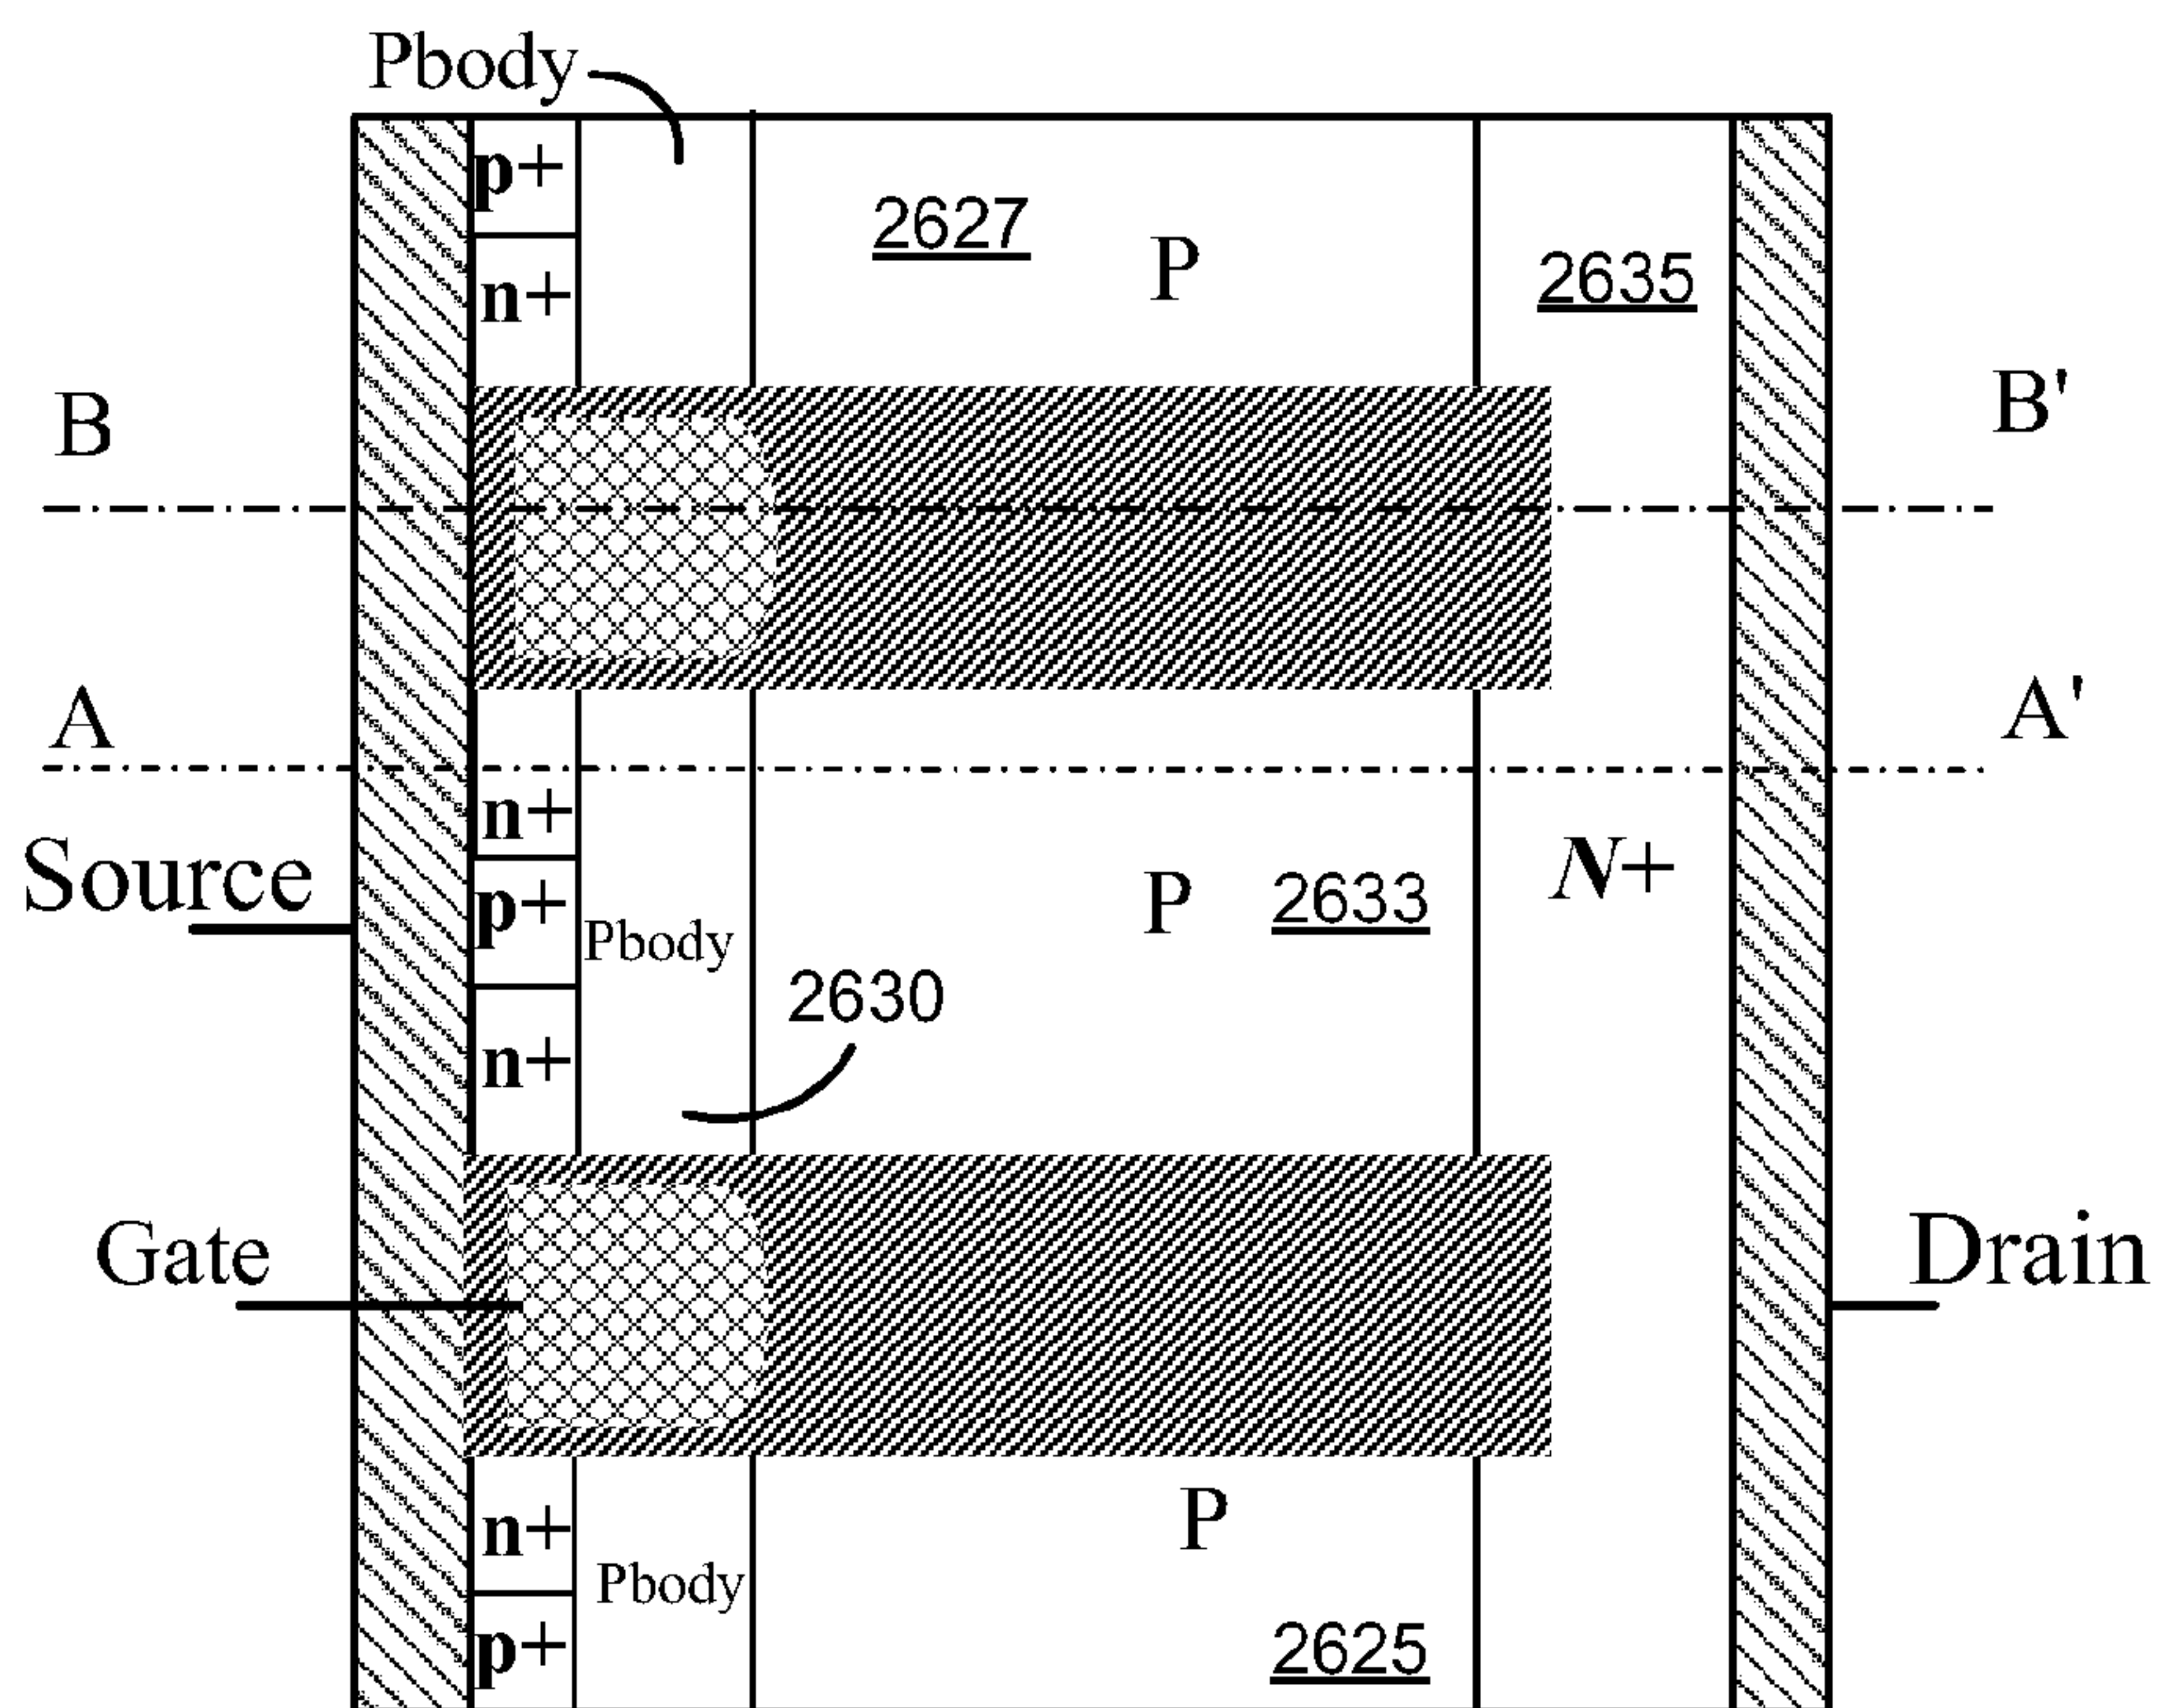 Pbody
p+
2627
P
2635
n+
B
B'
A
A'
n+
Source
p+
Pbody
P
2633
N+
2630
n+
Gate
Drain
n+
P
Pbody
p+
2625